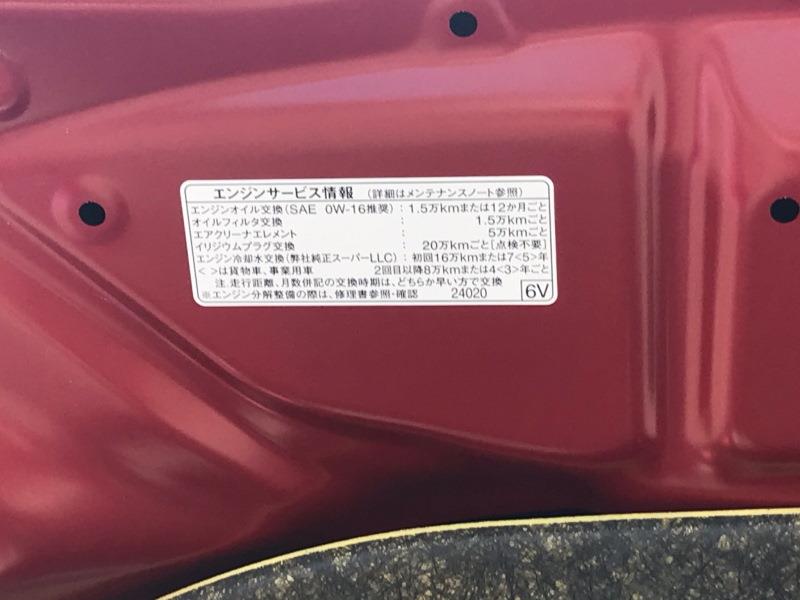 エンジンサービス情報 (詳細はメンテナンスノート参照)
エンジンオイル交換(SAE 0W-16推奨) : 1.5万kmまたは12か月ごと
オイルフィルタ交換 : 1.5万kmごと
エアクリーナエレメント : 5万kmごと
イリジウムプラグ交換 : 20万kmごと[点検不要]
エンジン冷却水交換(弊社純正スーパーLLC) : 初回16万kmまたは7<5>年
< >は貨物車、事業用車 2回目以降8万kmまたは4<3>年ごと
注.走行距離、月数併記の交換時期は、どちらか早い方で交換
※エンジン分解整備の際は、修理書参照・確認 24020 6V